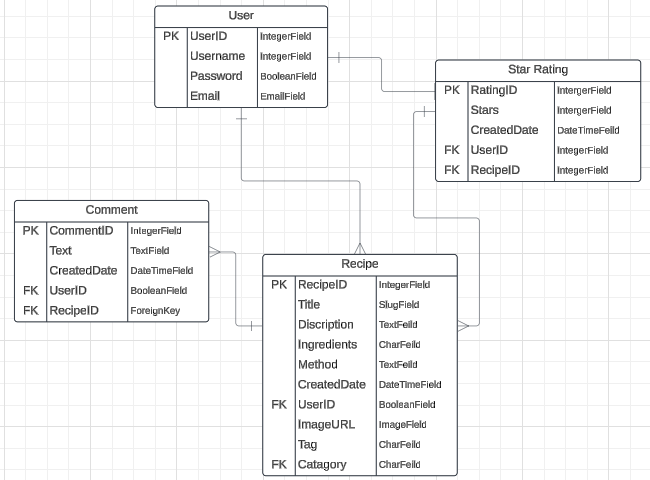 User
PK UserID IntegerField
Username IntegerField
Password BooleanField
Email EmailField
Star Rating
PK RatingID IntergerField
Stars IntergerField
CreatedDate DateTimeFeild
FK UserID IntegerField
FK RecipeID IntegerField
Comment
PK CommentID IntegerField
Text TextField
CreatedDate DateTimeField
FK UserID BooleanField
FK RecipeID ForeignKey
Recipe
PK RecipeID IntegerField
Title SlugField
Discription TextFeild
Ingredients CharFeild
Method TextFeild
CreatedDate DateTimeField
FK UserID BooleanField
ImageURL ImageField
Tag CharFeild
FK Catagory CharFeild